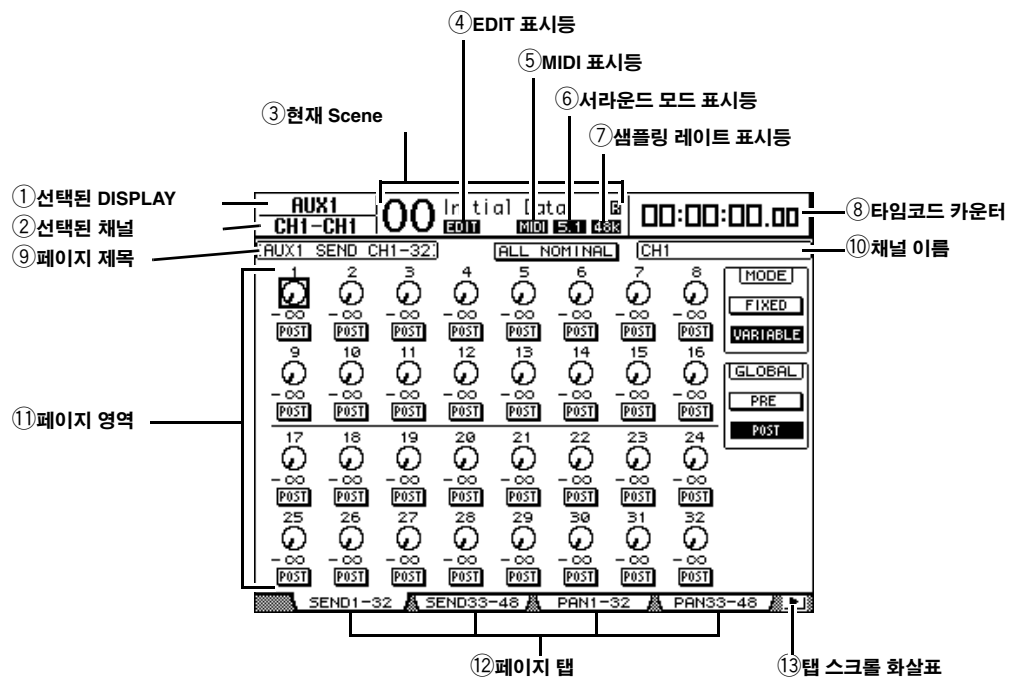 ④EDIT 표시등
⑤MIDI 표시등
⑥서라운드 모드 표시등
③현재 Scene
⑦샘플링 레이트 표시등
①선택된 DISPLAY
②선택된 채널
⑨페이지 제목
AUX1
CH1-CH1
00
Initial Data
EDIT MIDI 5.1 48k
00:00:00.00
⑧타임코드 카운터
⑩채널 이름
AUX1 SEND CH1-32
ALL NOMINAL
CH1
1 2 3 4 5 6 7 8
-∞ -∞ -∞ -∞ -∞ -∞ -∞ -∞
POST POST POST POST POST POST POST POST
9 10 11 12 13 14 15 16
-∞ -∞ -∞ -∞ -∞ -∞ -∞ -∞
POST POST POST POST POST POST POST POST
17 18 19 20 21 22 23 24
-∞ -∞ -∞ -∞ -∞ -∞ -∞ -∞
POST POST POST POST POST POST POST POST
25 26 27 28 29 30 31 32
-∞ -∞ -∞ -∞ -∞ -∞ -∞ -∞
POST POST POST POST POST POST POST POST
MODE
FIXED
VARIABLE
GLOBAL
PRE
POST
⑪페이지 영역
SEND1-32 SEND33-48 PAN1-32 PAN33-48
⑫페이지 탭
⑬탭 스크롤 화살표